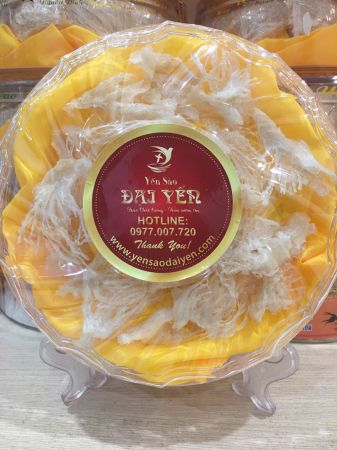 Yến Sào
ĐẠI YẾN
HOTLINE:
0977.007.720
Thank You!
www.yensaodaiyen.com